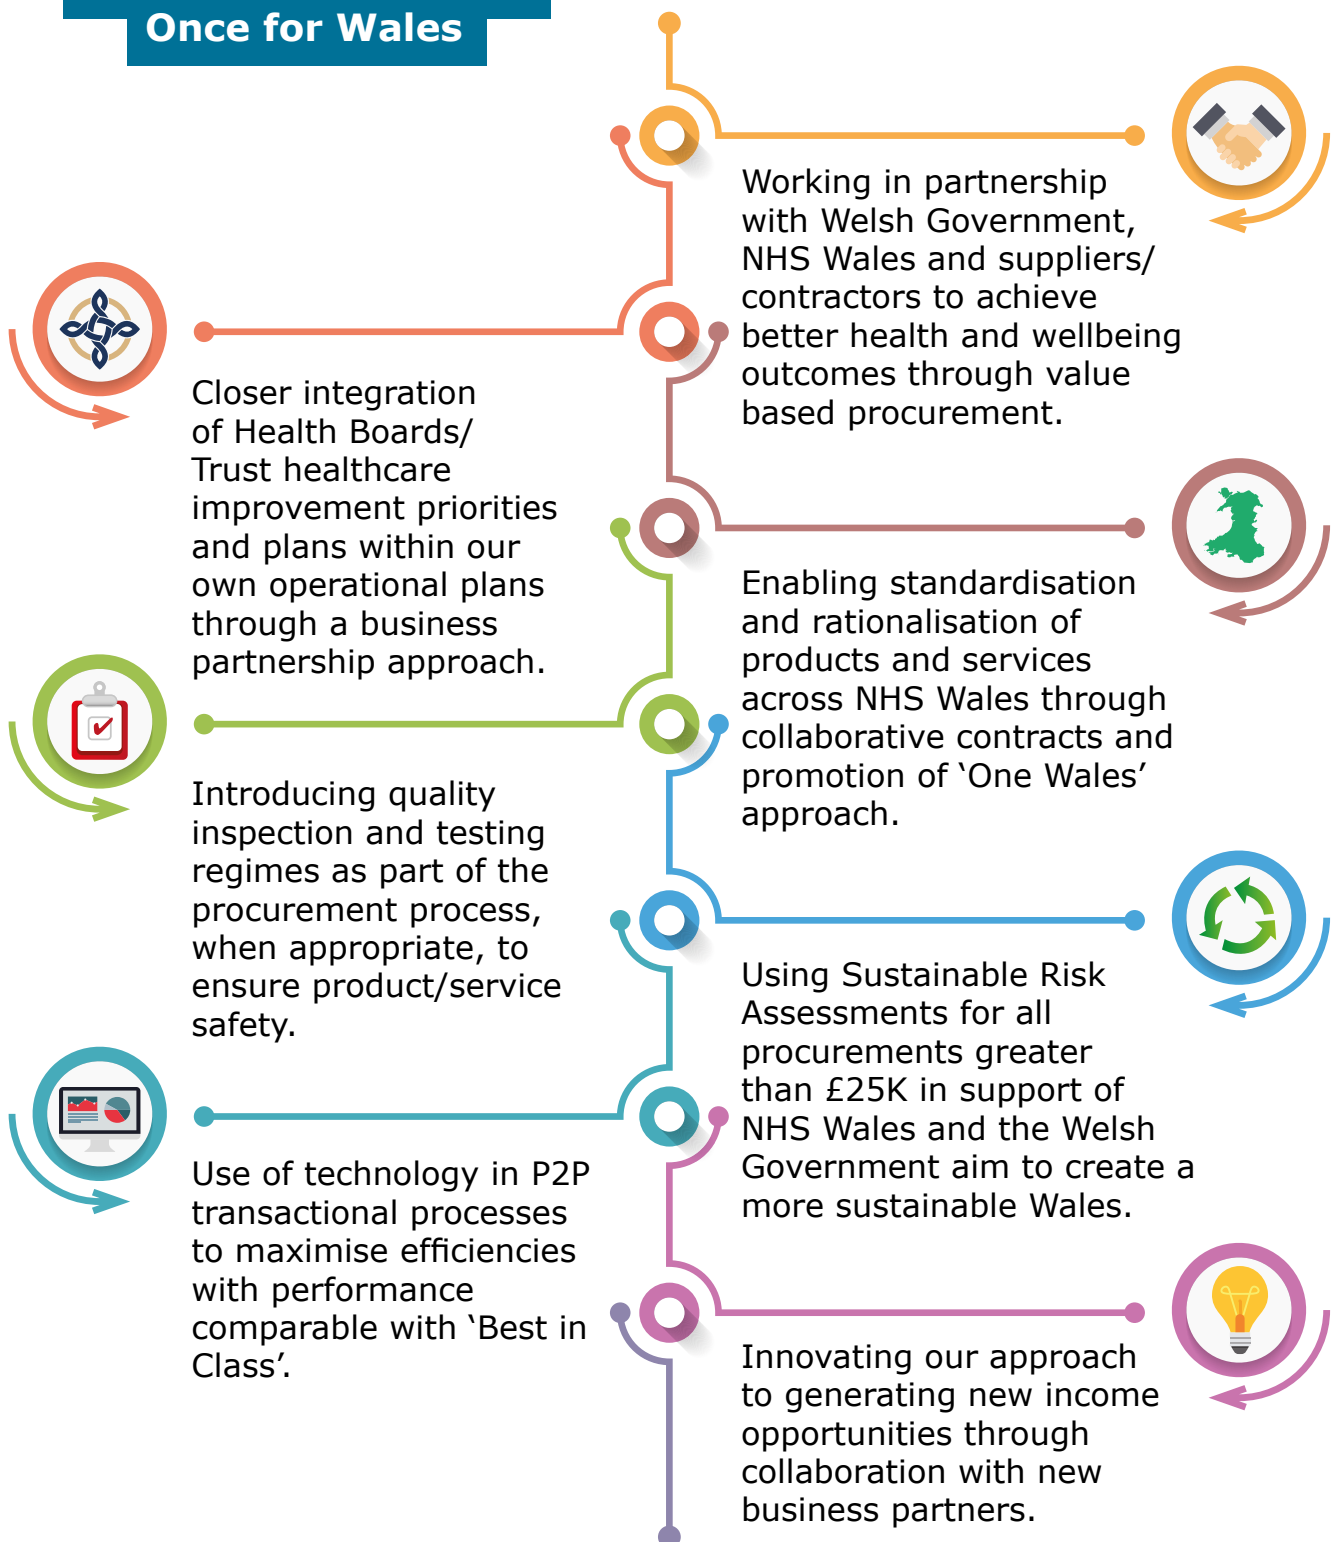 Once for Wales
Working in partnership
with Welsh Government,
NHS Wales and suppliers/
contractors to achieve
better health and wellbeing
outcomes through value
based procurement.
Closer integration
of Health Boards/
Trust healthcare
improvement priorities
and plans within our
own operational plans
through a business
partnership approach.
Enabling standardisation
and rationalisation of
products and services
across NHS Wales through
collaborative contracts and
promotion of ‘One Wales’
approach.
Introducing quality
inspection and testing
regimes as part of the
procurement process,
when appropriate, to
ensure product/service
safety.
Using Sustainable Risk
Assessments for all
procurements greater
than £25K in support of
NHS Wales and the Welsh
Government aim to create a
more sustainable Wales.
Use of technology in P2P
transactional processes
to maximise efficiencies
with performance
comparable with ‘Best in
Class’.
Innovating our approach
to generating new income
opportunities through
collaboration with new
business partners.